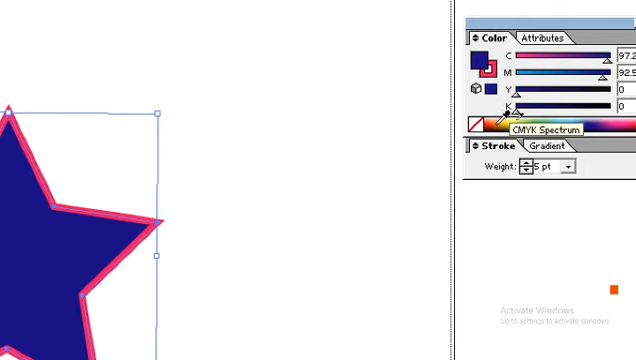 Color Attributes
C 97.2
M 92.5
Y 0
K 0
CMYK Spectrum
Stroke Gradient
Weight: 5 pt
Activate Windows
Go to Settings to activate Windows.